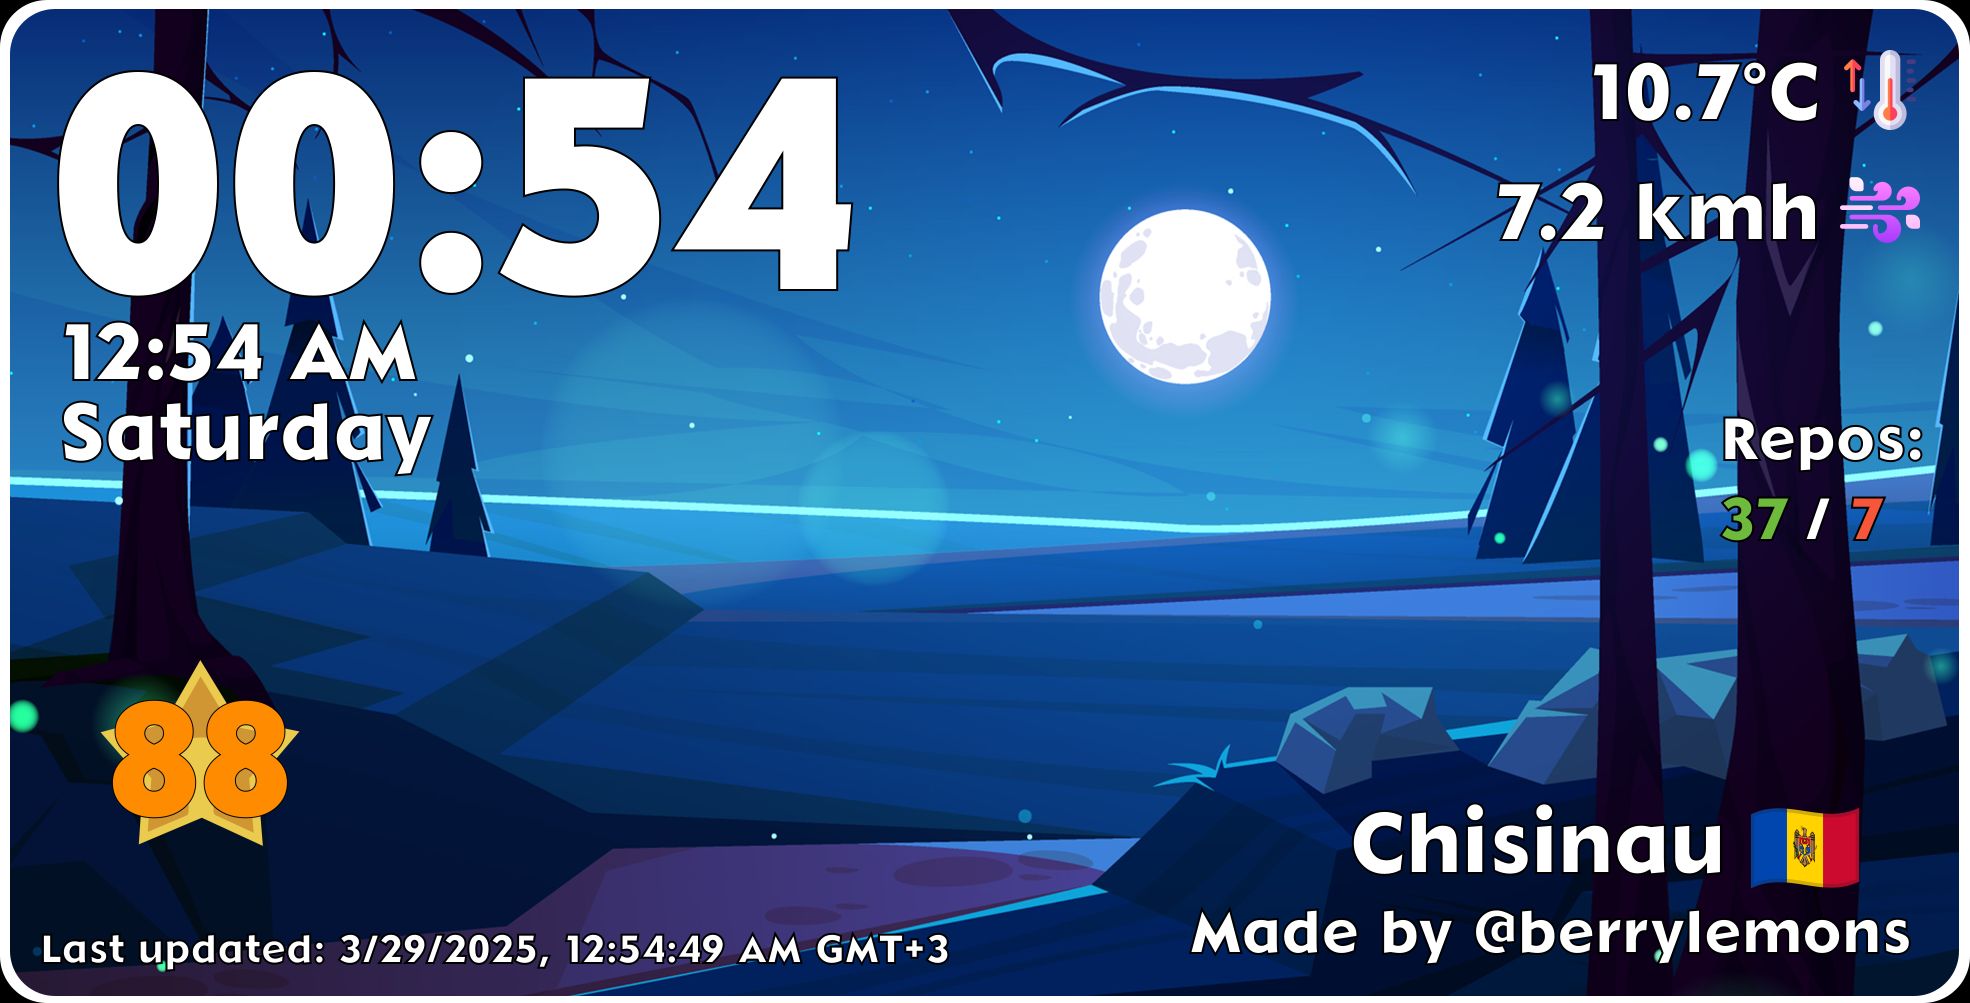 00:54
12:54 AM
Saturday
10.7°C
7.2 kmh
Repos:
37 / 7
88
Chisinau
Made by @berrylemons
Last updated: 3/29/2025, 12:54:49 AM GMT+3